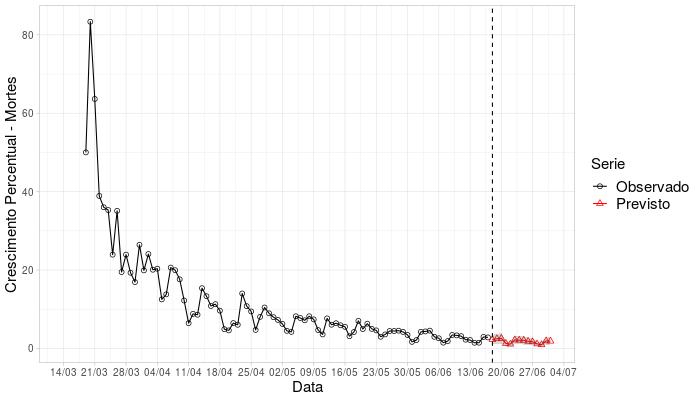 Crescimento Percentual - Mortes
80
60
40
20
0
14/03 21/03 28/03 04/04 11/04 18/04 25/04 02/05 09/05 16/05 23/05 30/05 06/06 13/06 20/06 27/06 04/07
Data
Serie
Observado
Previsto